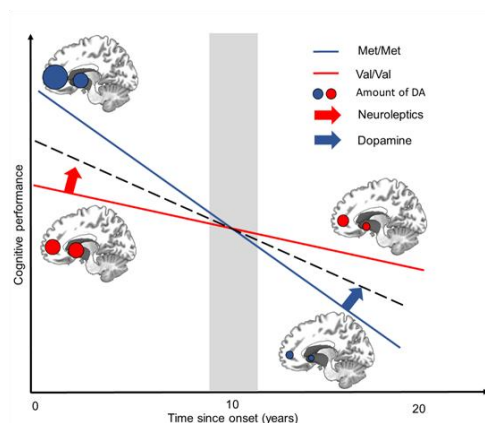 Met/Met
Val/Val
Amount of DA
Neuroleptics
Dopamine
Cognitive performance
0
10
20
Time since onset (years)